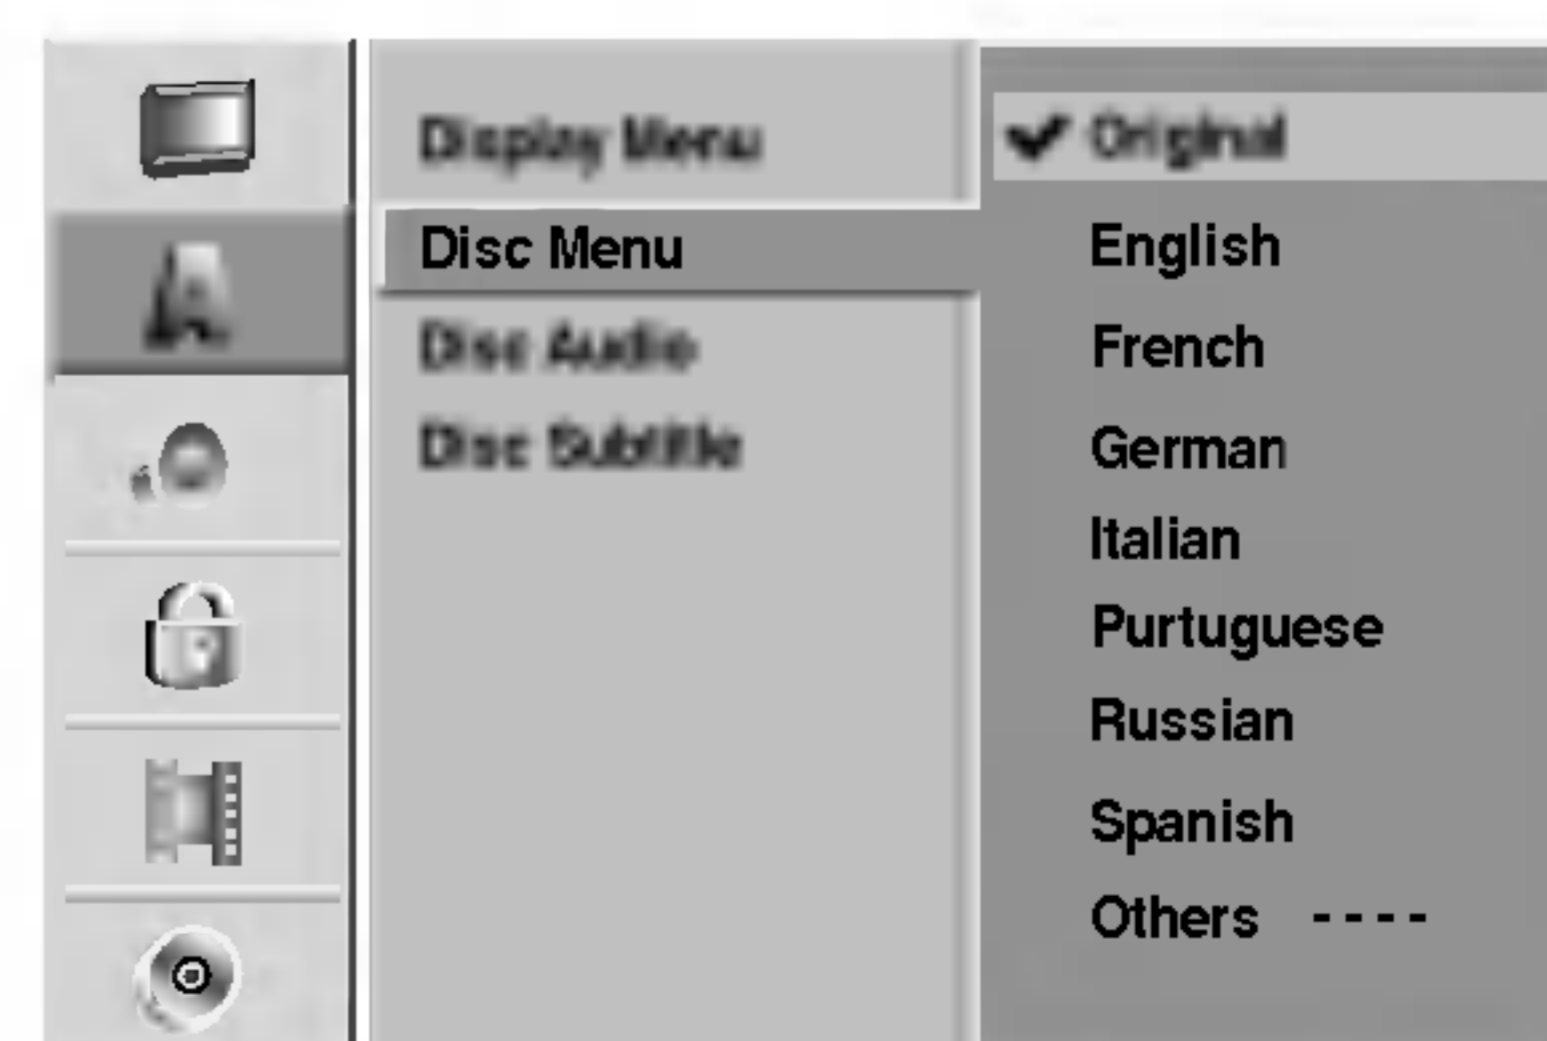 Display Menu
Disc Menu
Disc Audio
Disc Subtitle
Original
English
French
German
Italian
Purtuguese
Russian
Spanish
Others - - - -